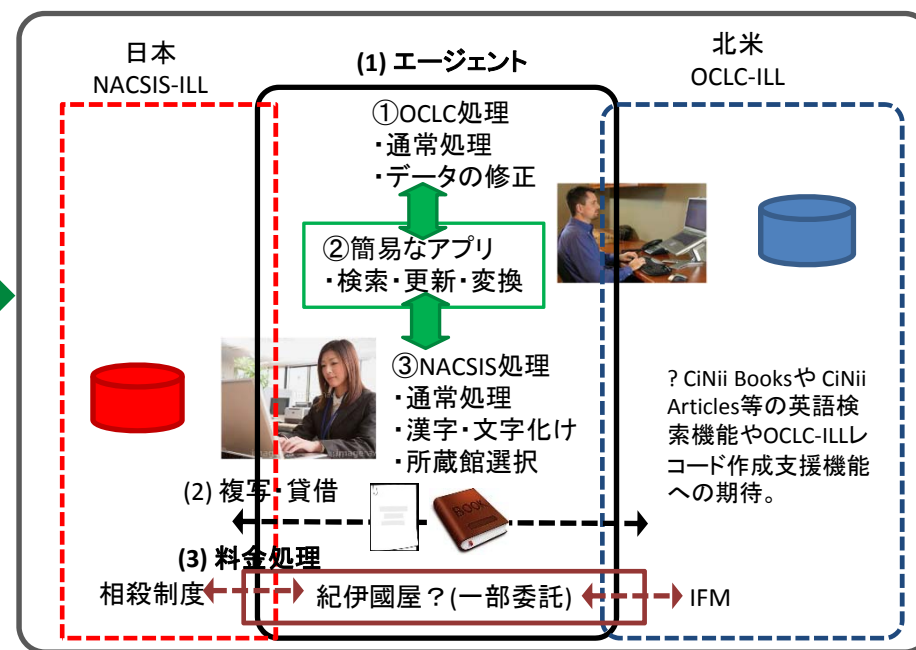 日本
NACSIS-ILL
(1) エージェント
北米
OCLC-ILL
①OCLC処理
・通常処理
・データの修正
②簡易なアプリ
・検索・更新・変換
③NACSIS処理
・通常処理
・漢字・文字化け
・所蔵館選択
? CiNii Booksや CiNii
Articles等の英語検
索機能やOCLC-ILLレ
コード作成支援機能
への期待。
(2) 複写・貸借
BOOK
(3) 料金処理
相殺制度
紀伊國屋？(一部委託)
IFM